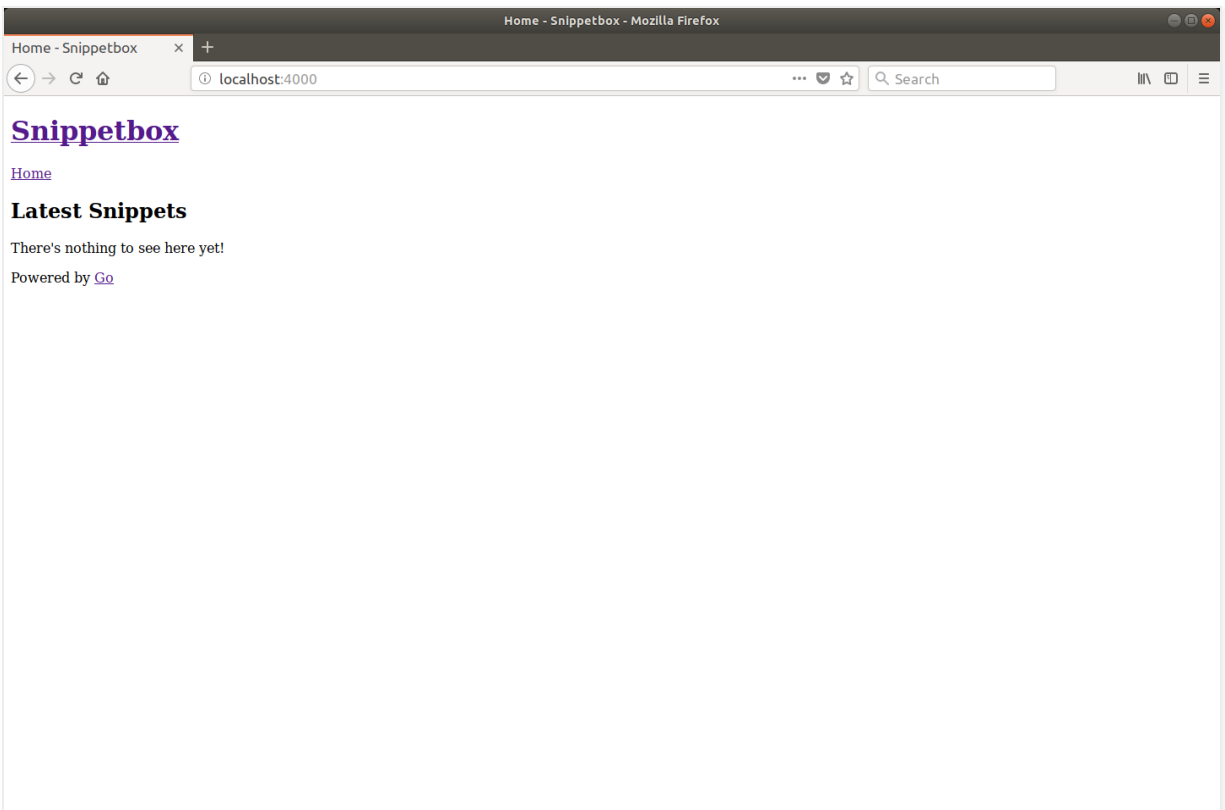 Home - Snippetbox - Mozilla Firefox
Home - Snippetbox
localhost:4000
Search
Snippetbox
Home
Latest Snippets
There's nothing to see here yet!
Powered by Go